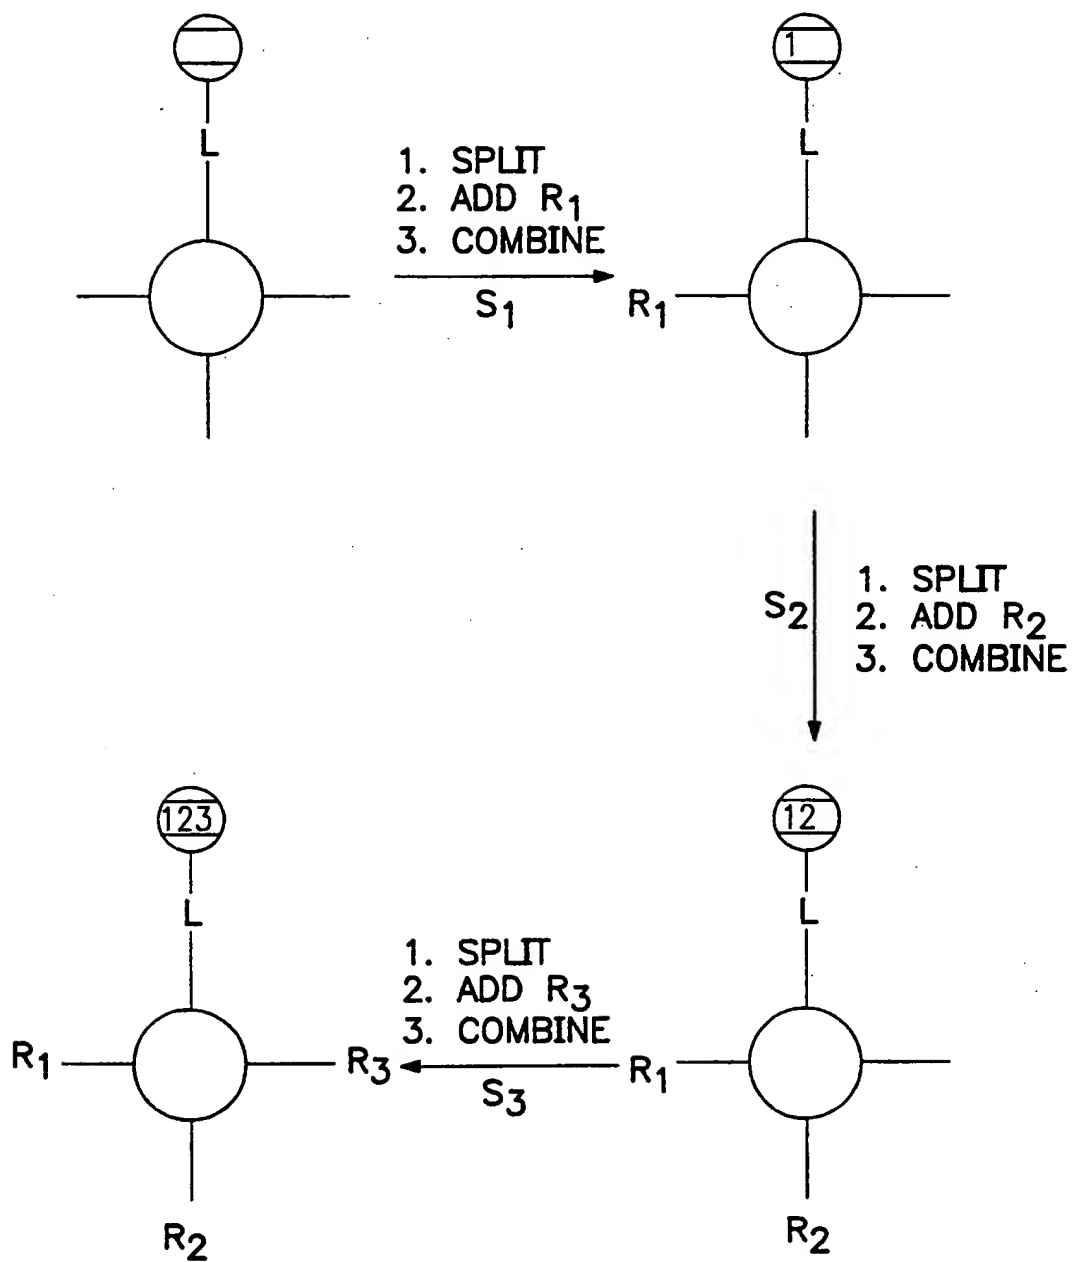 1
L
L
1. SPLIT
2. ADD R1
3. COMBINE
S1
R1
S2
1. SPLIT
2. ADD R2
3. COMBINE
123
12
L
L
1. SPLIT
2. ADD R3
3. COMBINE
R1
R3
S3
R1
R2
R2